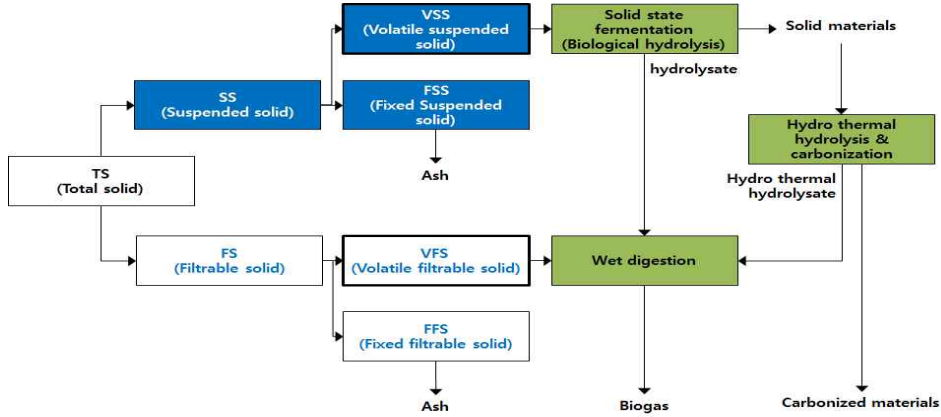 VSS
(Volatile suspended
solid)
Solid state
fermentation
(Biological hydrolysis)
Solid materials
hydrolysate
SS
(Suspended solid)
FSS
(Fixed Suspended
solid)
Hydro thermal
hydrolysis &
carbonization
Ash
TS
(Total solid)
Hydro thermal
hydrolysate
FS
(Filtrable solid)
VFS
(Volatile filtrable solid)
Wet digestion
FFS
(Fixed filtrable solid)
Ash
Biogas
Carbonized materials